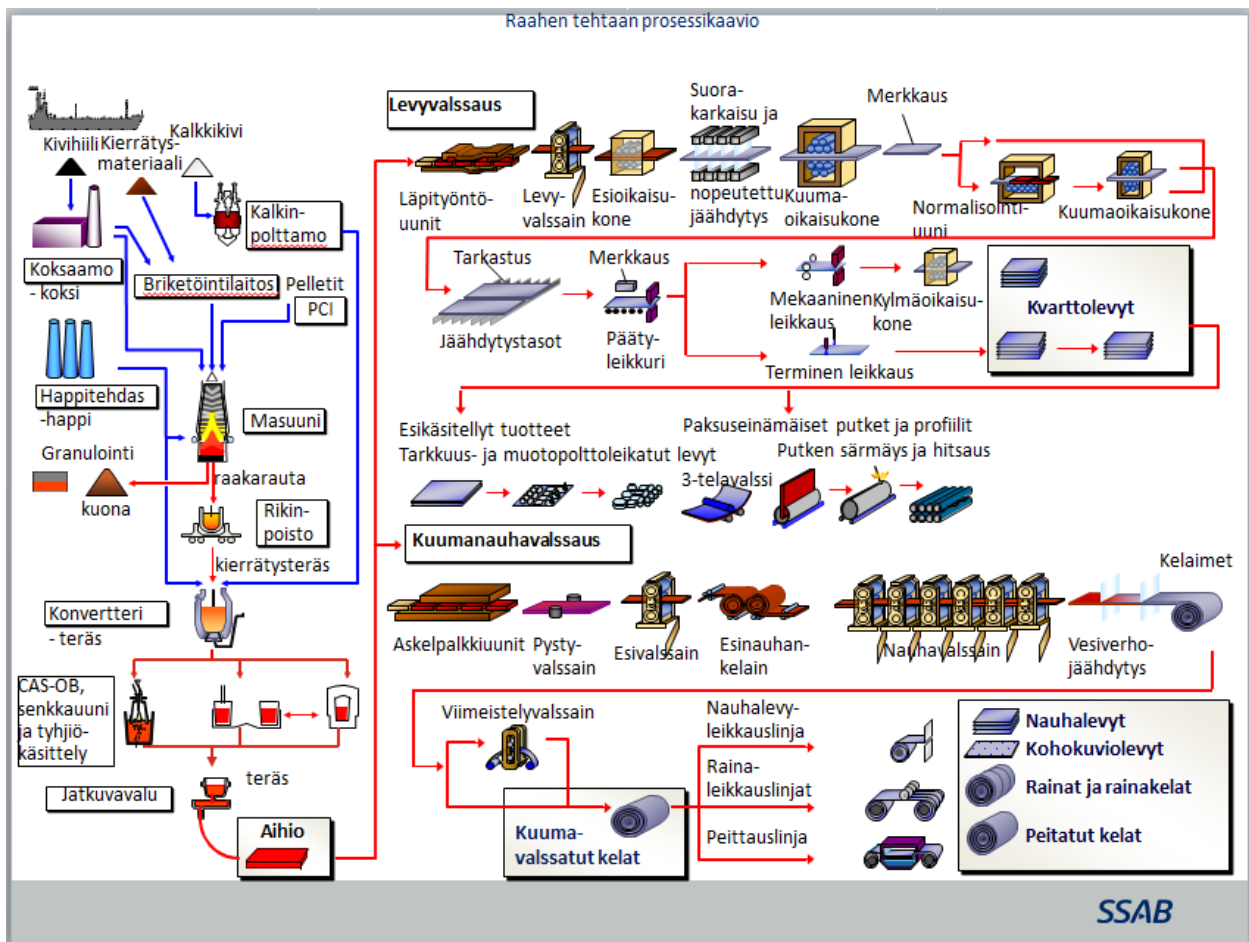 Raahen tehtaan prosessikaavio
Kivihiili
Kierrätys-
materiaali
Kalkkikivi
Kalkin-
polttamo
Koksaamo
- koksi
Briketöintilaitos
Pelletit
PCI
Happitehdas
-happi
Masuuni
Granulointi
kuona
raakarauta
Rikin-
poisto
kierrätysteräs
Konvertteri
- teräs
CAS-OB,
senkkauuni
ja tyhjiö-
käsittely
teräs
Jatkuvavalu
Aihio
Levyvalssaus
Läpityöntö-
uunit
Levy-
valssain
Esioikaisu-
kone
Suora-
karkaisu ja
nopeutettu
jäähdytys
Kuuma-
oikaisukone
Merkkaus
Normalisointi-
uuni
Kuumaoikaisukone
Tarkastus
Jäähdytystasot
Merkkaus
Pääty-
leikkuri
Mekaaninen
leikkaus
Kylmäoikaisu-
kone
Terminen leikkaus
Kvarttolevyt
Esikäsitellyt tuotteet
Tarkkuus- ja muotopolttoleikatut levyt
Paksuseinämäiset putket ja profiilit
Putken särmäys ja hitsaus
3-telavalssi
Kuumanauhavalssaus
Askelpalkkiuunit
Pysty-
valssain
Esivalssain
Esinauhan-
kelain
Nauhavalssain
Vesiverho-
jäähdytys
Kelaimet
Viimeistelyvalssain
Kuuma-
valssatut kelat
Nauhalevy-
leikkauslinja
Raina-
leikkauslinjat
Peittauslinja
Nauhalevyt
Kohokuviolevyt
Rainat ja rainakelat
Peitatut kelat
SSAB